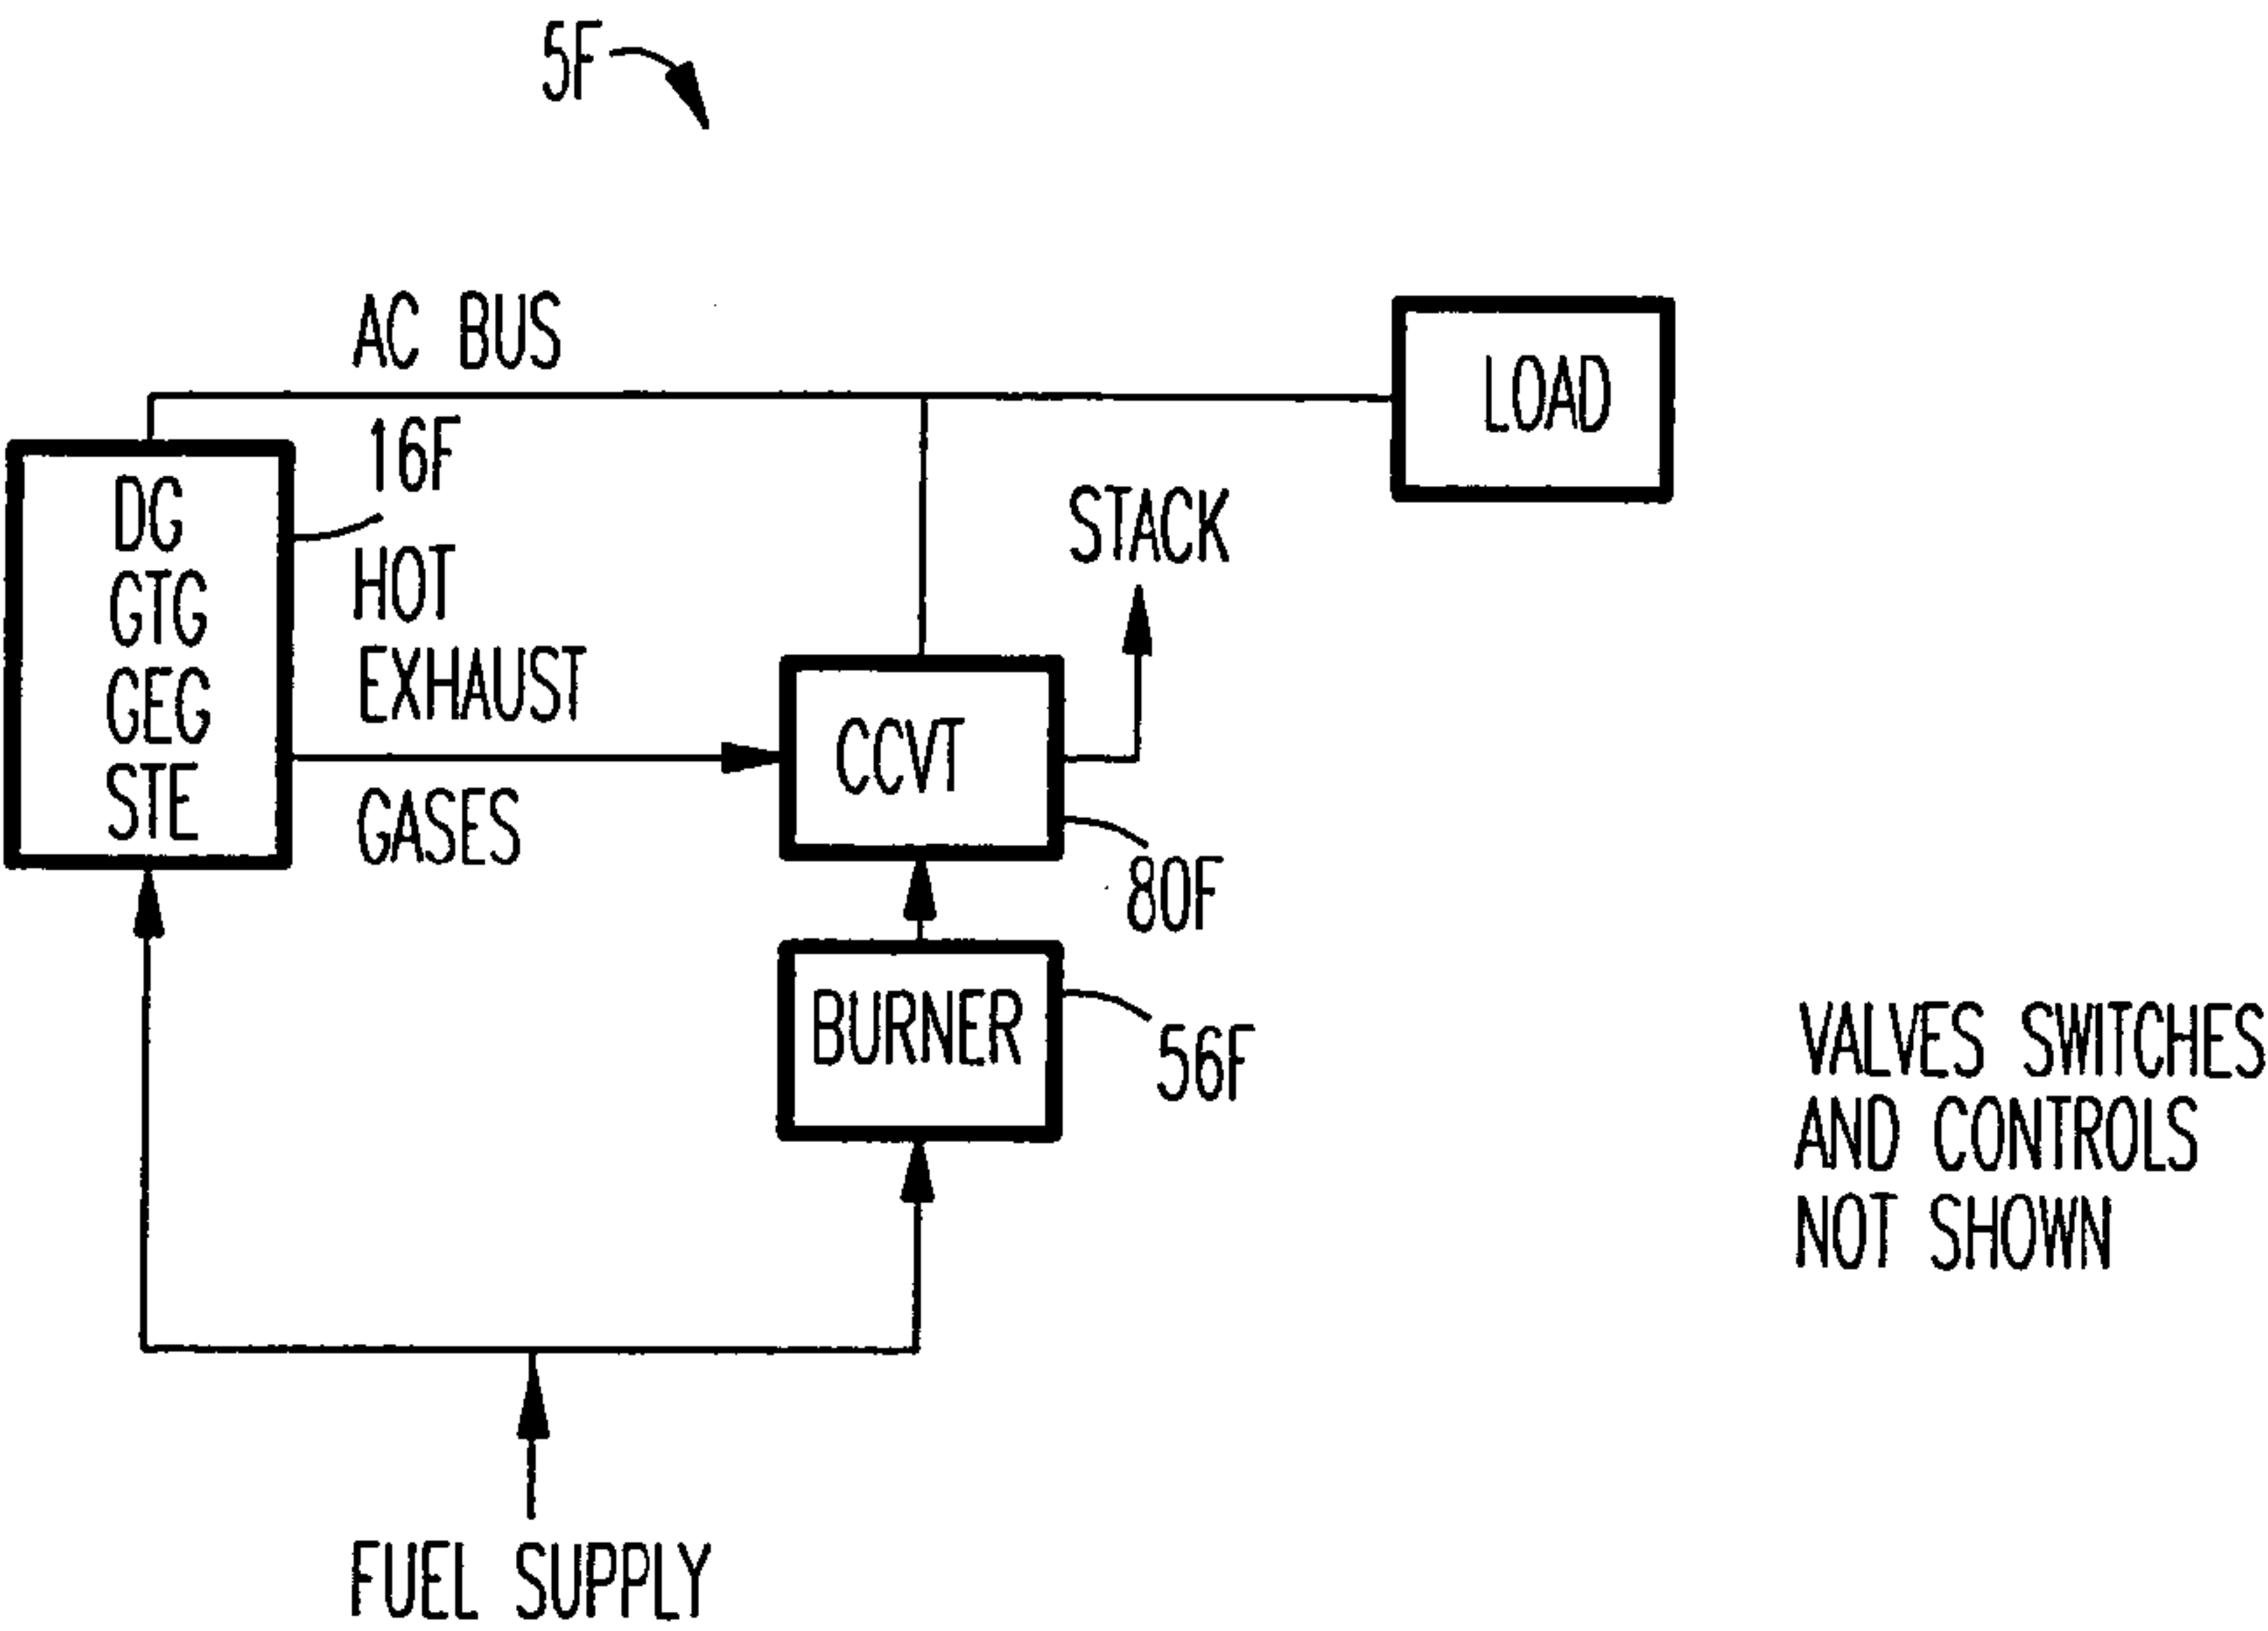 5F
AC BUS
LOAD
16F
DG
GTG
GEG
STE
HOT
EXHAUST
GASES
STACK
CCVT
80F
BURNER
56F
VALVES SWITCHES
AND CONTROLS
NOT SHOWN
FUEL SUPPLY